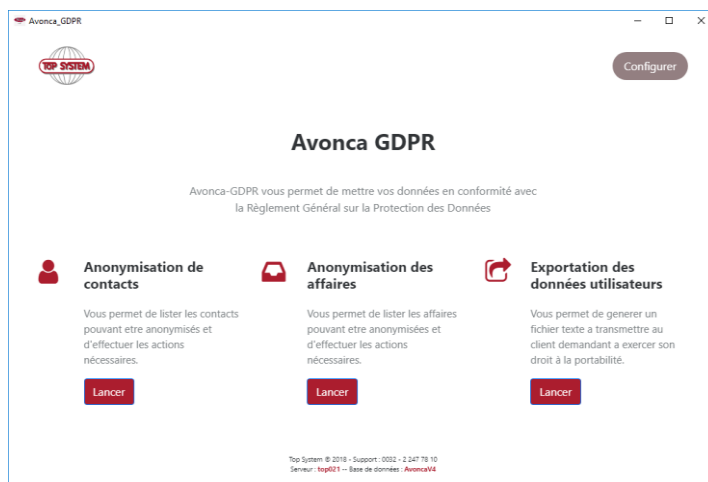 Avonca_GDPR
TOP SYSTEM
Configurer
Avonca GDPR
Avonca-GDPR vous permet de mettre vos données en conformité avec
la Règlement Général sur la Protection des Données
Anonymisation de
contacts
Vous permet de lister les contacts
pouvant etre anonymisés et
d'effectuer les actions
nécessaires.
Lancer
Anonymisation des
affaires
Vous permet de lister les affaires
pouvant etre anonymisées et
d'effectuer les actions
nécessaires.
Lancer
Exportation des
données utilisateurs
Vous permet de generer un
fichier texte a transmettre au
client demandant a exercer son
droit à la portabilité.
Lancer
Top System ® 2018 - Support : 0032 - 2 247 78 10
Serveur : top021 -- Base de données : AvoncaV4